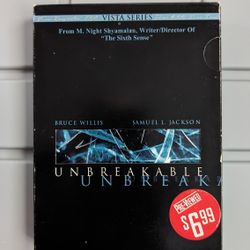 VISTA SERIES
From M. Night Shyamalan, Writer/Director Of
"The Sixth Sense"
BRUCE WILLIS SAMUEL L. JACKSON
UNBREAKABLE
UNBREAKA
PRE-VIEWED
$6.99